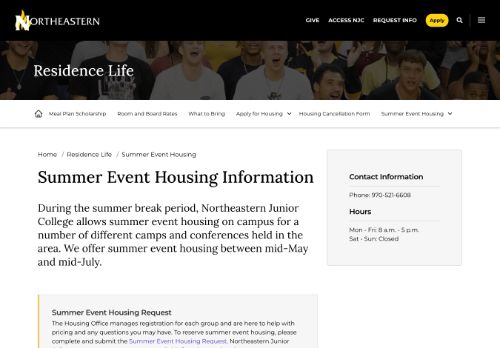 NORTHEASTERN
GIVE ACCESS NJC REQUEST INFO Apply
Residence Life
Meal Plan Scholarship Room and Board Rates What to Bring Apply for Housing Housing Cancellation Form Summer Event Housing
Home / Residence Life / Summer Event Housing
Summer Event Housing Information
During the summer break period, Northeastern Junior
College allows summer event housing on campus for a
number of different camps and conferences held in the
area. We offer summer event housing between mid-May
and mid-July.
Summer Event Housing Request
The Housing Office manages registration for each group and are here to help with
pricing and any questions you may have. To reserve summer event housing, please
complete and submit the Summer Event Housing Request. Northeastern Junior
Contact Information
Phone: 970-521-6608
Hours
Mon - Fri: 8 a.m. - 5 p.m.
Sat - Sun: Closed